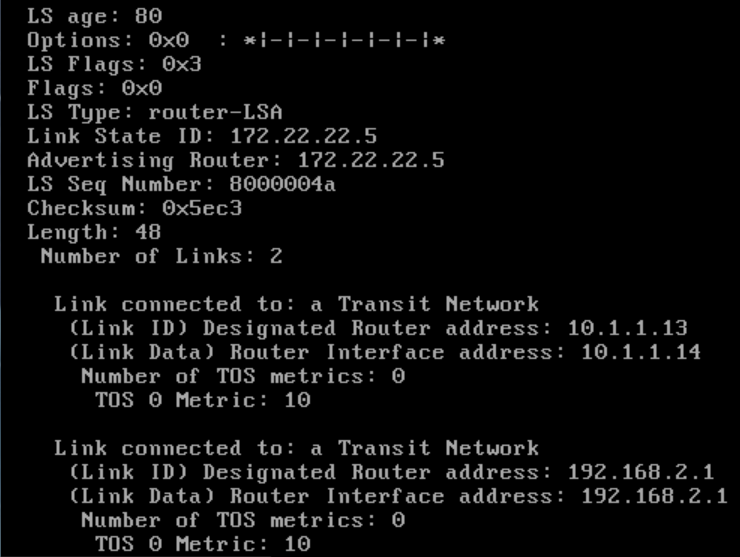 LS age: 80
Options: 0x0 : *|-|-|-|-|-|-|*
LS Flags: 0x3
Flags: 0x0
LS Type: router-LSA
Link State ID: 172.22.22.5
Advertising Router: 172.22.22.5
LS Seq Number: 8000004a
Checksum: 0x5ec3
Length: 48
Number of Links: 2
Link connected to: a Transit Network
(Link ID) Designated Router address: 10.1.1.13
(Link Data) Router Interface address: 10.1.1.14
Number of TOS metrics: 0
TOS 0 Metric: 10
Link connected to: a Transit Network
(Link ID) Designated Router address: 192.168.2.1
(Link Data) Router Interface address: 192.168.2.1
Number of TOS metrics: 0
TOS 0 Metric: 10